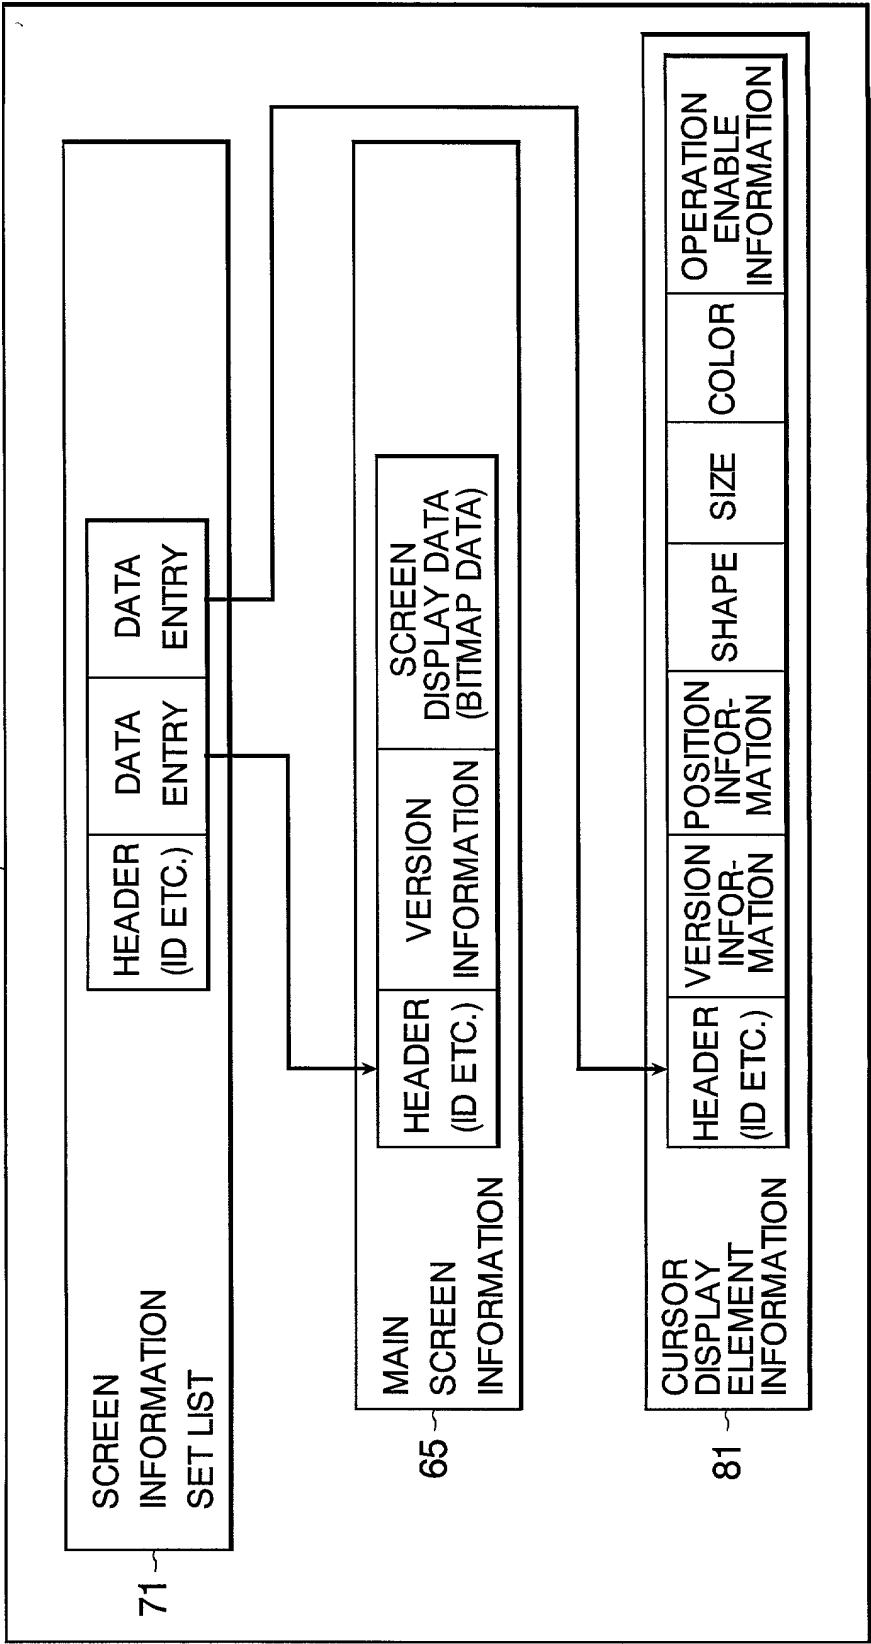 71
SCREEN
INFORMATION
SET LIST
HEADER
(ID ETC.)
DATA
ENTRY
DATA
ENTRY
65
MAIN
SCREEN
INFORMATION
HEADER
(ID ETC.)
VERSION
INFORMATION
SCREEN
DISPLAY DATA
(BITMAP DATA)
81
CURSOR
DISPLAY
ELEMENT
INFORMATION
HEADER
(ID ETC.)
VERSION
INFOR-
MATION
POSITION
INFOR-
MATION
SHAPE
SIZE
COLOR
OPERATION
ENABLE
INFORMATION